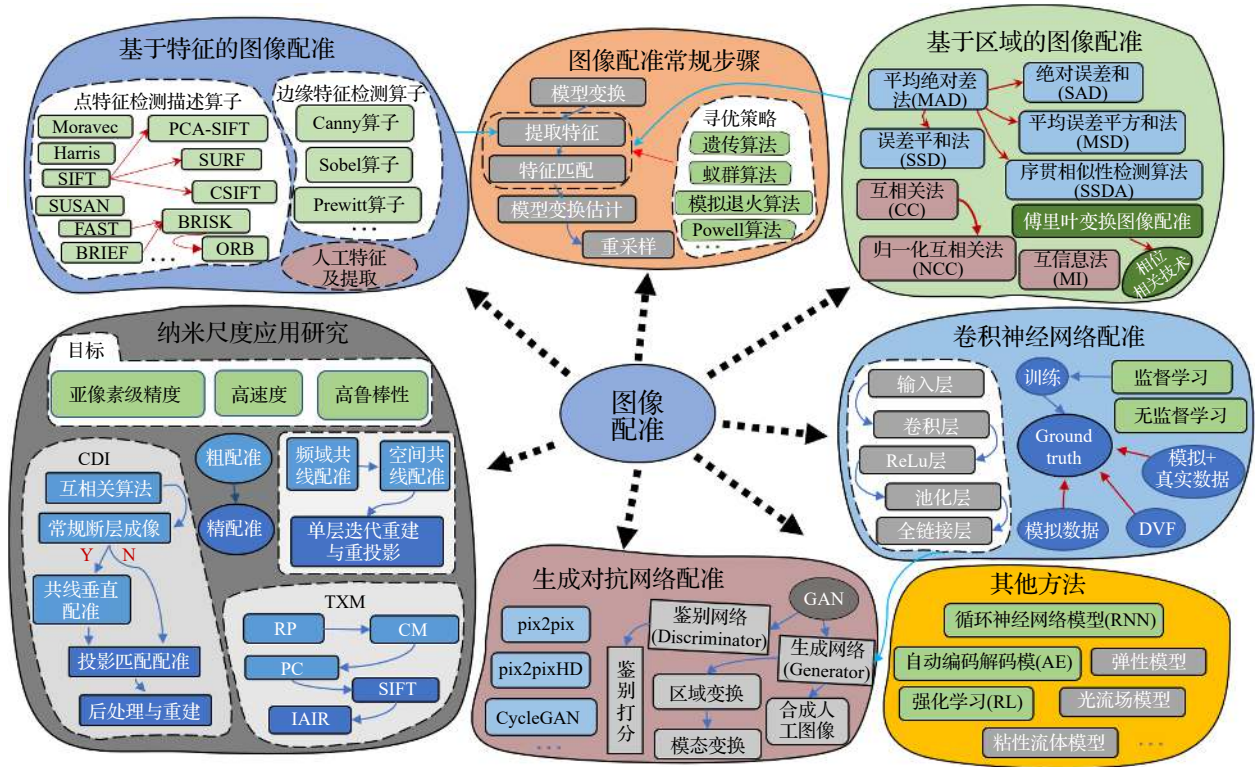 基于特征的图像配准
点特征检测描述算子
Moravec
Harris
SIFT
SUSAN
FAST
BRIEF
PCA-SIFT
SURF
CSIFT
BRISK
ORB
...
边缘特征检测算子
Canny算子
Sobel算子
Prewitt算子
...
人工特征
及提取
图像配准常规步骤
模型变换
提取特征
特征匹配
模型变换估计
重采样
寻优策略
遗传算法
蚁群算法
模拟退火算法
Powell算法
...
基于区域的图像配准
平均绝对差
法(MAD)
绝对误差和
(SAD)
误差平和法
(SSD)
平均误差平方和法
(MSD)
序贯相似性检测算法
(SSDA)
互相关法
(CC)
归一化互相关法
(NCC)
互信息法
(MI)
傅里叶变换图像配准
相位
相关技术
图像
配准
纳米尺度应用研究
目标
亚像素级精度
高速度
高鲁棒性
CDI
互相关算法
常规断层成像
Y
N
共线垂直
配准
投影匹配配准
后处理与重建
粗配准
精配准
频域共
线配准
空间共
线配准
单层迭代重建
与重投影
TXM
RP
CM
PC
SIFT
IAIR
卷积神经网络配准
输入层
卷积层
ReLu层
池化层
全链接层
训练
监督学习
无监督学习
Ground
truth
模拟+
真实数据
模拟数据
DVF
生成对抗网络配准
pix2pix
pix2pixHD
CycleGAN
...
GAN
鉴别网络
(Discriminator)
生成网络
(Generator)
鉴别打分
区域变换
模态变换
合成人
工图像
其他方法
循环神经网络模型(RNN)
自动编码解码模(AE)
弹性模型
强化学习(RL)
光流场模型
粘性流体模型
...